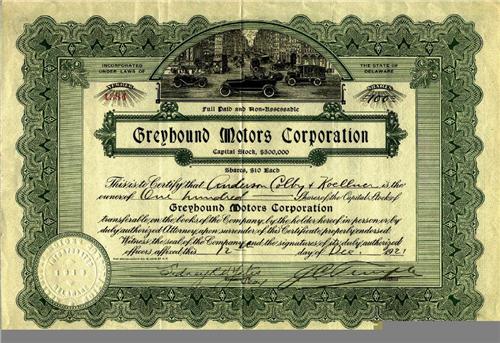 INCORPORATED
UNDER LAWS OF
THE STATE OF
DELAWARE
NUMBER
SHARES
100
Full Paid and Non-Assessable
Greyhound Motors Corporation
Capital Stock, $500,000
Shares, $10 Each
This is to Certify that Anderson Colby & Koellner is the
owner of One hundred Shares of the Capital Stock of
Greyhound Motors Corporation
transferable on the books of the Company by the holder hereof in person or by
duly authorized Attorney upon surrender of this Certificate properly endorsed.
Witness the seal of the Company and the signatures of its duly authorized
officers affixed this 12 day of Dec. 1921